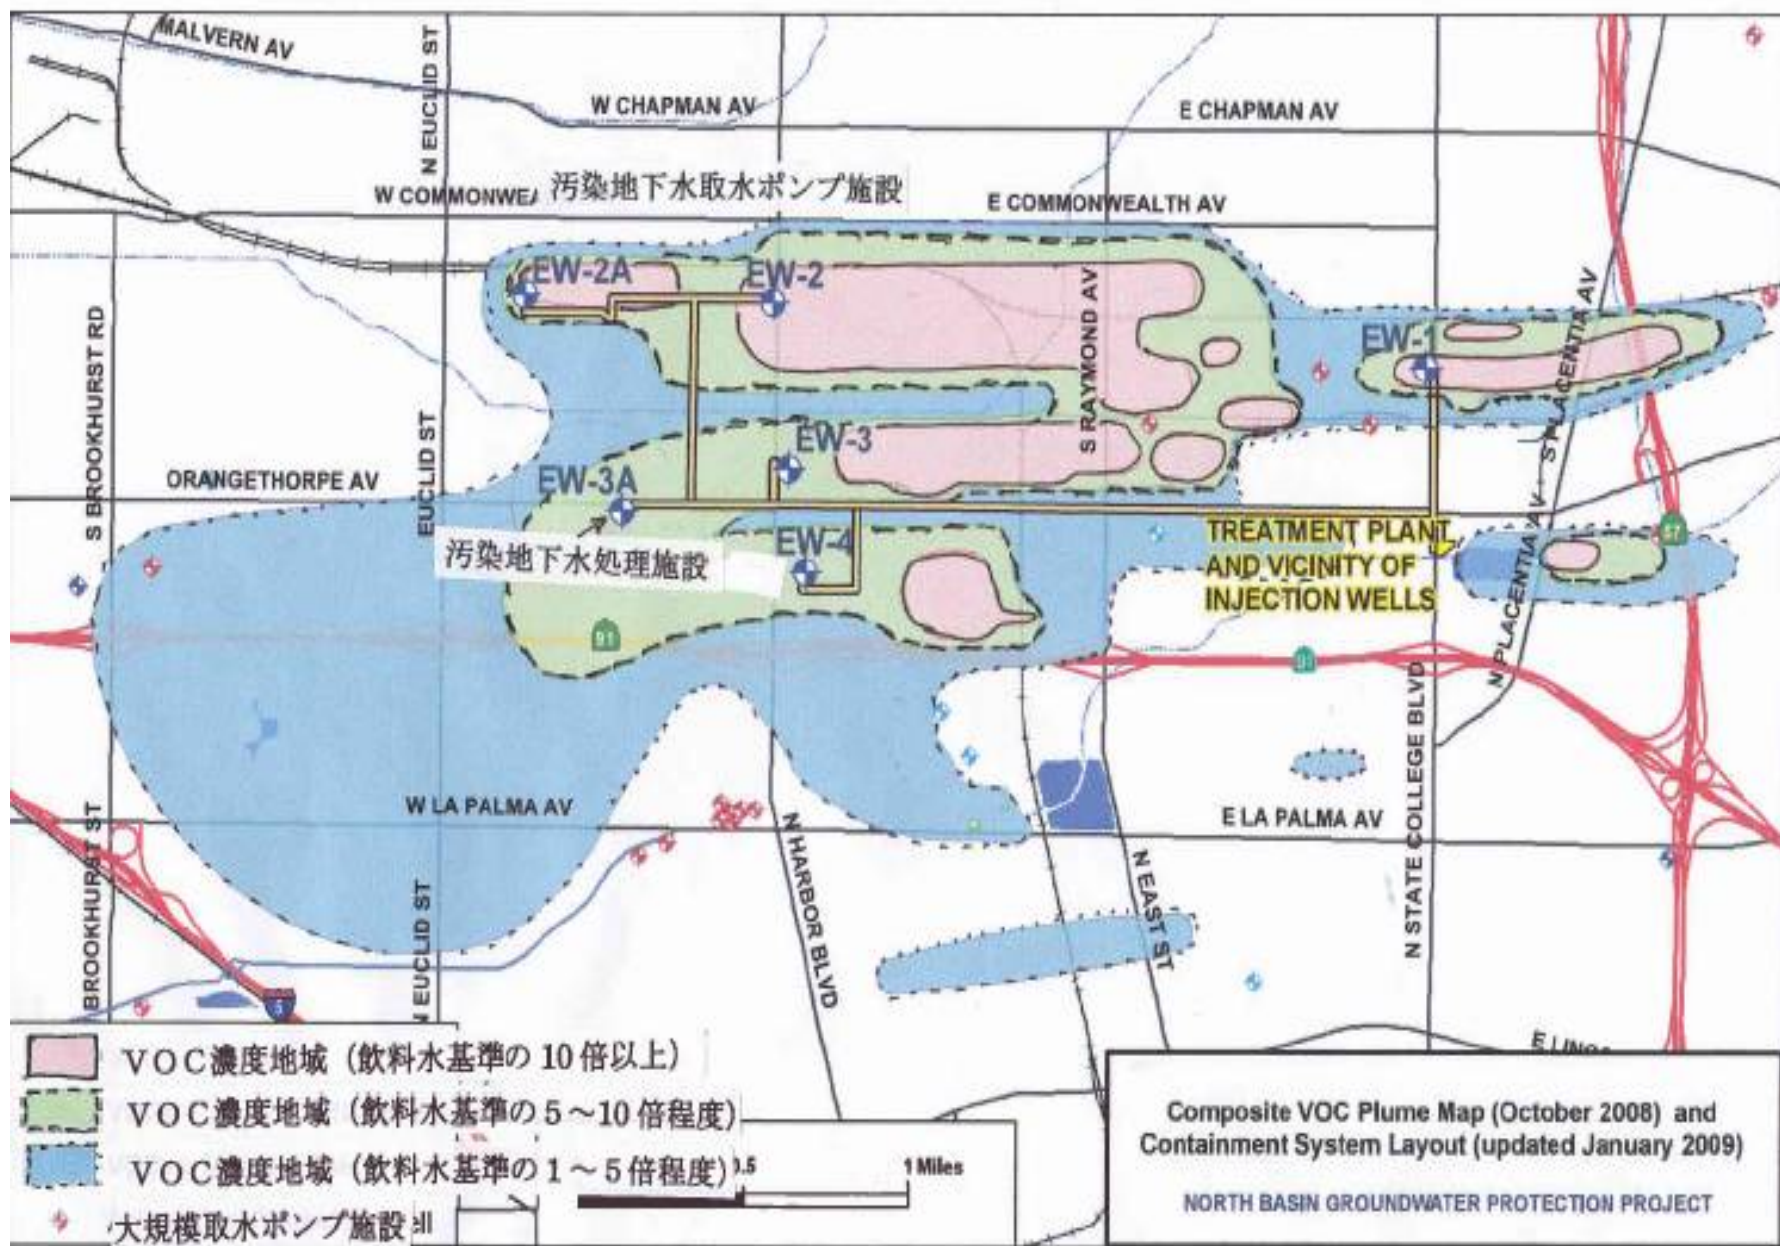 MALVERN AV
N EUCLID ST
W CHAPMAN AV
E CHAPMAN AV
W COMMONWEA
汚染地下水取水ポンプ施設
E COMMONWEALTH AV
EW-2A
EW-2
S RAYMOND AV
EW-1
S PLACENTIA AV
S BROOKHURST RD
EUCLID ST
ORANGETHORPE AV
EW-3
EW-3A
汚染地下水処理施設
EW-4
TREATMENT PLANT
AND VICINITY OF
INJECTION WELLS
N PLACENTIA AV
57
91
91
N STATE COLLEGE BLVD
W LA PALMA AV
E LA PALMA AV
BROOKHURST ST
N EUCLID ST
N HARBOR BLVD
N EAST ST
5
VOC濃度地域(飲料水基準の10倍以上)
VOC濃度地域(飲料水基準の5~10倍程度)
VOC濃度地域(飲料水基準の1~5倍程度)
大規模取水ポンプ施設
0.5
1 Miles
Composite VOC Plume Map (October 2008) and
Containment System Layout (updated January 2009)
NORTH BASIN GROUNDWATER PROTECTION PROJECT